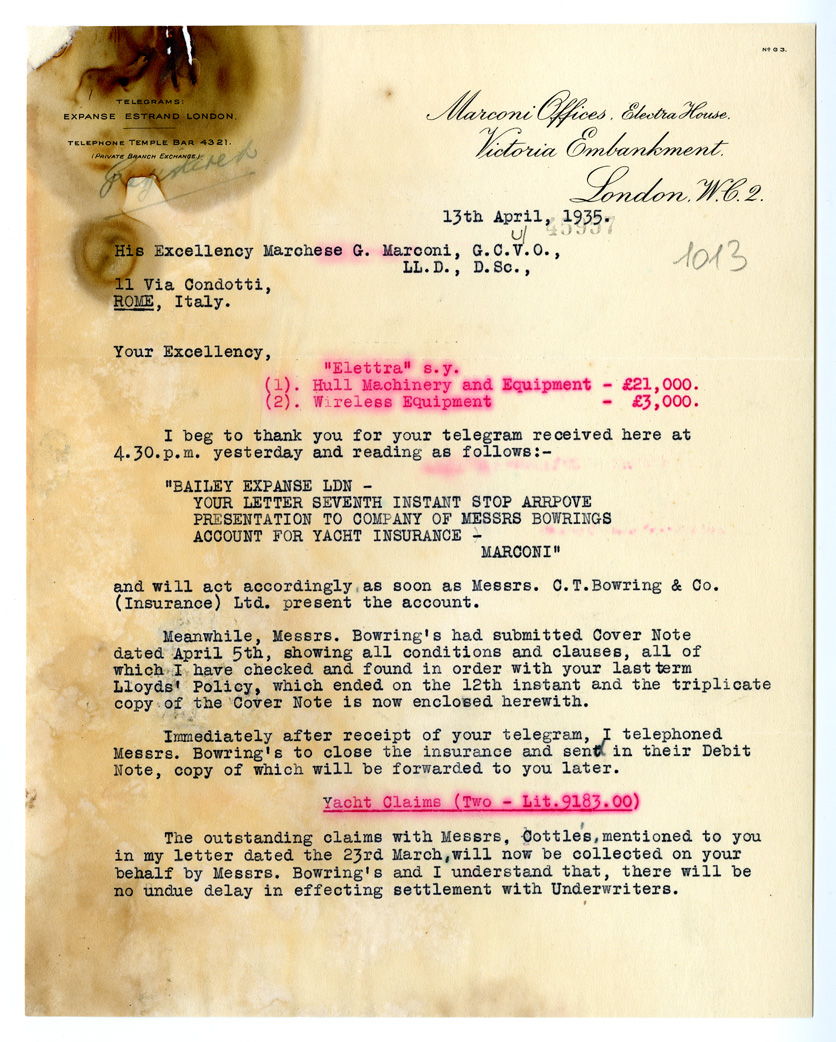 Nº G 3.
TELEGRAMS:
EXPANSE ESTRAND LONDON.
TELEPHONE TEMPLE BAR 4321.
(PRIVATE BRANCH EXCHANGE)
Registered
Marconi Offices, Electra House,
Victoria Embankment,
London, W.C.2.
13th April, 1935.
45937
1013
His Excellency Marchese G. Marconi, G.C.V.O.,
LL.D., D.Sc.,
11 Via Condotti,
ROME, Italy.
Your Excellency,
"Elettra" s.y.
(1). Hull Machinery and Equipment - £21,000.
(2). Wireless Equipment - £3,000.
I beg to thank you for your telegram received here at
4.30.p.m. yesterday and reading as follows:-
"BAILEY EXPANSE LDN -
YOUR LETTER SEVENTH INSTANT STOP ARRPOVE
PRESENTATION TO COMPANY OF MESSRS BOWRINGS
ACCOUNT FOR YACHT INSURANCE -
MARCONI"
and will act accordingly as soon as Messrs. C.T.Bowring & Co.
(Insurance) Ltd. present the account.
Meanwhile, Messrs. Bowring's had submitted Cover Note
dated April 5th, showing all conditions and clauses, all of
which I have checked and found in order with your last term
Lloyds' Policy, which ended on the 12th instant and the triplicate
copy of the Cover Note is now enclosed herewith.
Immediately after receipt of your telegram, I telephoned
Messrs. Bowring's to close the insurance and send in their Debit
Note, copy of which will be forwarded to you later.
Yacht Claims (Two - Lit.9183.00)
The outstanding claims with Messrs, Cottles, mentioned to you
in my letter dated the 23rd March, will now be collected on your
behalf by Messrs. Bowring's and I understand that, there will be
no undue delay in effecting settlement with Underwriters.